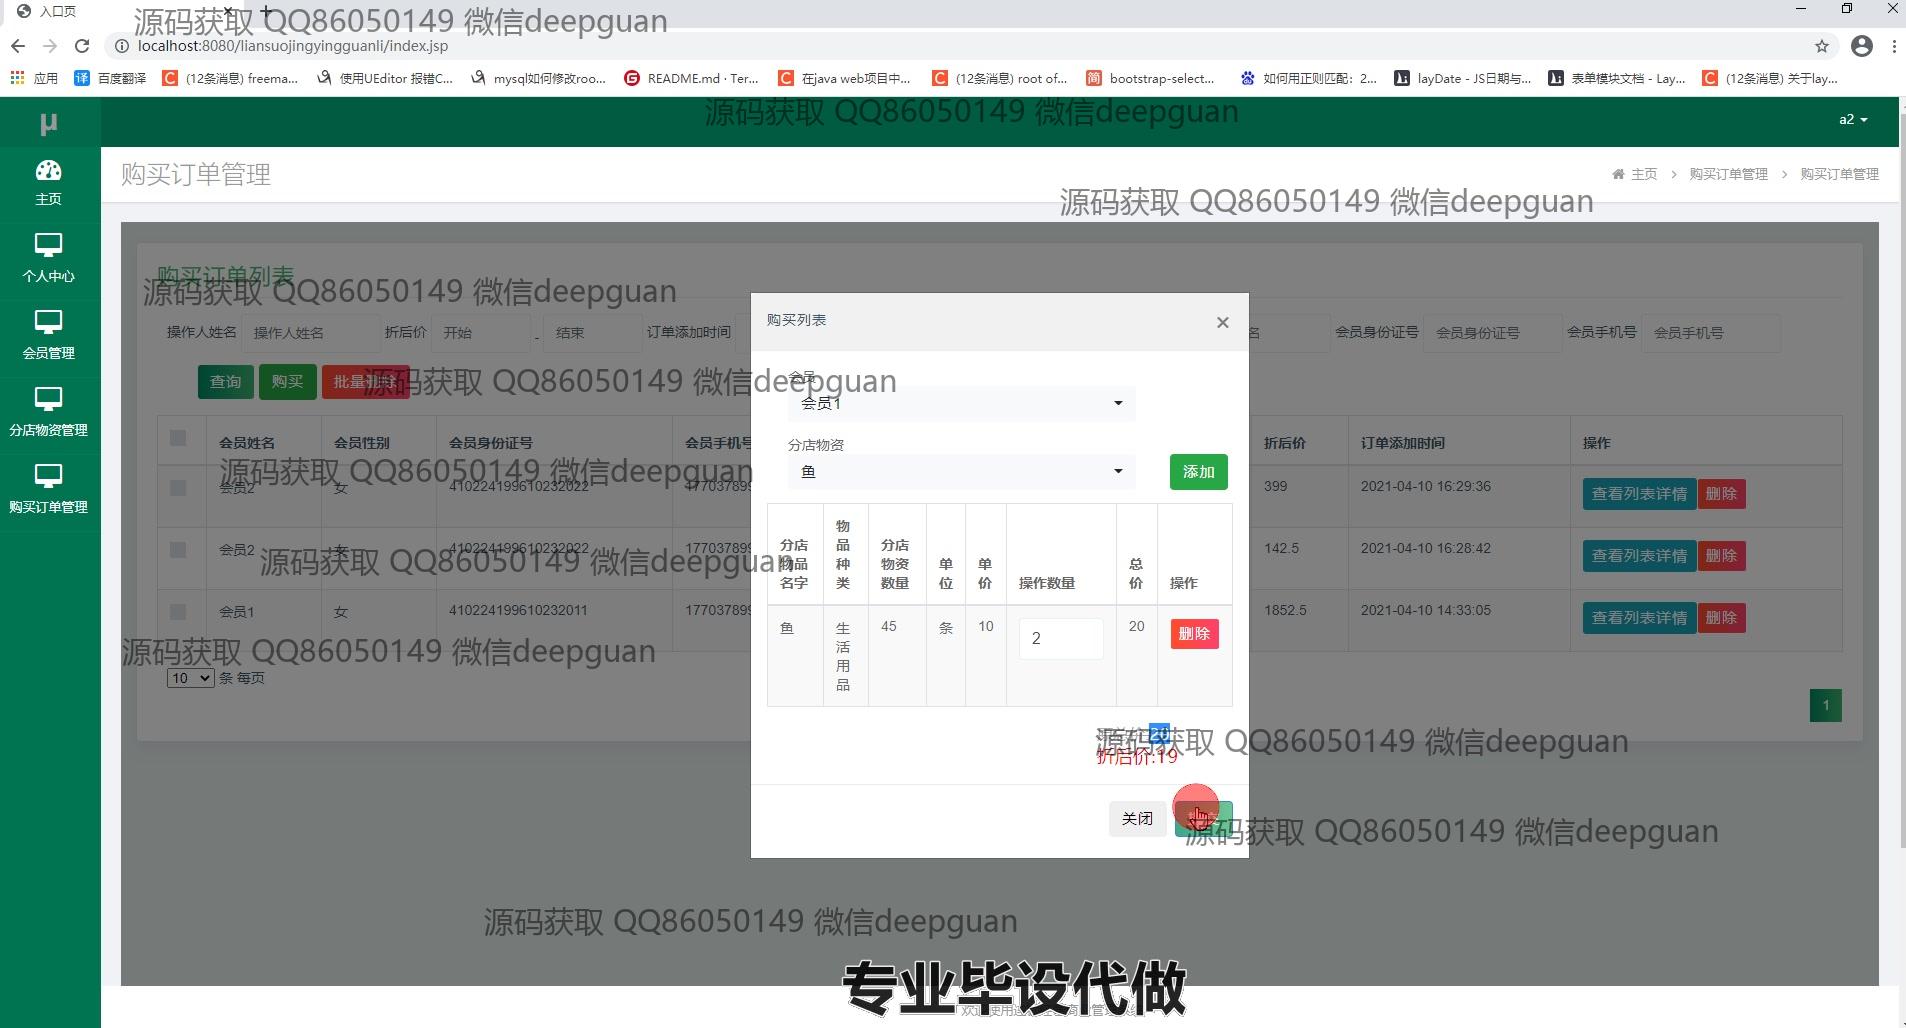 入口页
源码获取 QQ86050149 微信deepguan
localhost:8080/liansuojingyingguanli/index.jsp
应用 百度翻译 (12条消息) freema... 使用UEditor 报错C... mysql如何修改roo... README.md · Ter... 在java web项目中... (12条消息) root of... bootstrap-select... 如何用正则匹配：2... layDate - JS日期与... 表单模块文档 - Lay... (12条消息) 关于lay...
μ
源码获取 QQ86050149 微信deepguan
a2
主页
个人中心
会员管理
分店物资管理
购买订单管理
购买订单管理
主页 > 购买订单管理 > 购买订单管理
源码获取 QQ86050149 微信deepguan
购买订单列表
源码获取 QQ86050149 微信deepguan
操作人姓名 操作人姓名 折后价 开始 - 结束 订单添加时间 名 会员身份证号 会员身份证号 会员手机号 会员手机号
查询 购买 批量删除
源码获取 QQ86050149 微信deepguan
会员姓名 会员性别 会员身份证号 会员手机号 折后价 订单添加时间 操作
源码获取 QQ86050149 微信deepguan
会员2 女 410224199610232022 177037899 399 2021-04-10 16:29:36 查看列表详情 删除
会员2 女 410224199610232022 177037899 142.5 2021-04-10 16:28:42 查看列表详情 删除
源码获取 QQ86050149 微信deepguan
会员1 女 410224199610232011 177037899 1852.5 2021-04-10 14:33:05 查看列表详情 删除
源码获取 QQ86050149 微信deepguan
10 条 每页
1
购买列表 ×
会员
会员1
分店物资
鱼 添加
分店物品名字 物品种类 分店物资数量 单位 单价 操作数量 总价 操作
鱼 生活用品 45 条 10 2 20 删除
源码获取 QQ86050149 微信deepguan
折后价:19
关闭
源码获取 QQ86050149 微信deepguan
源码获取 QQ86050149 微信deepguan
专业毕设代做